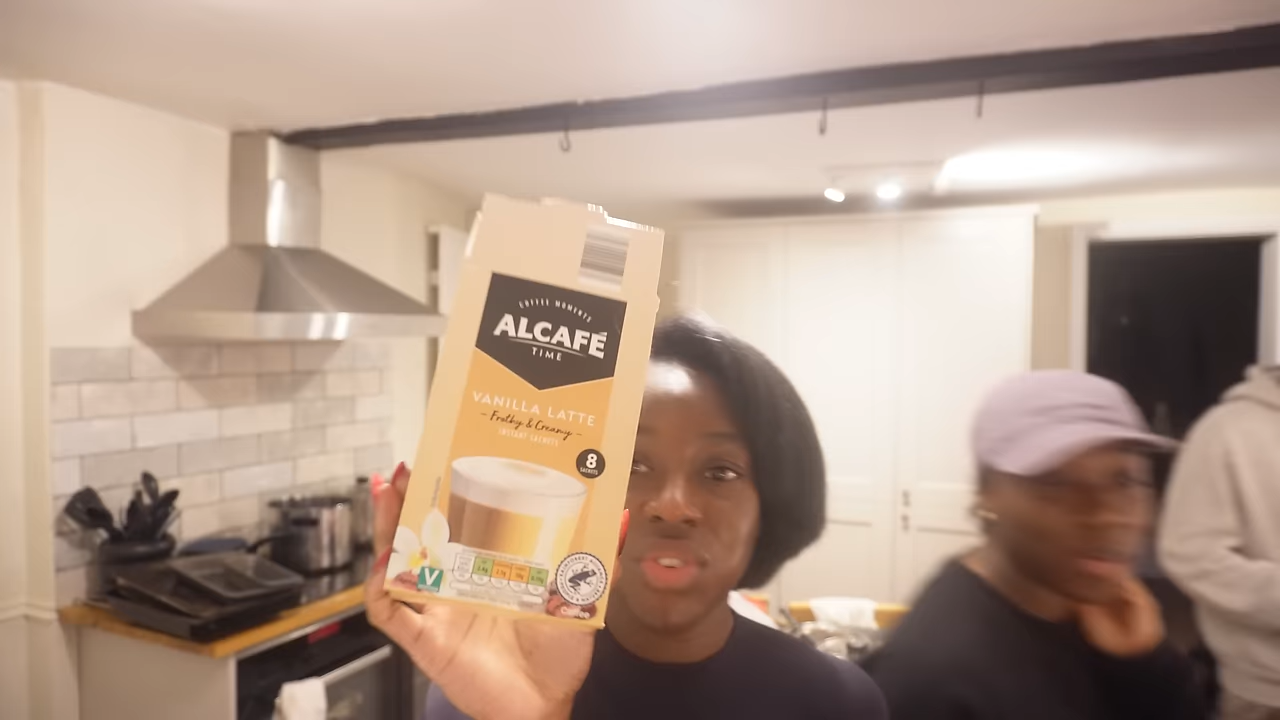 COFFEE MOMENTS
ALCAFÉ
TIME
VANILLA LATTE
- Frothy & Creamy -
INSTANT SACHETS
8
SACHETS
V